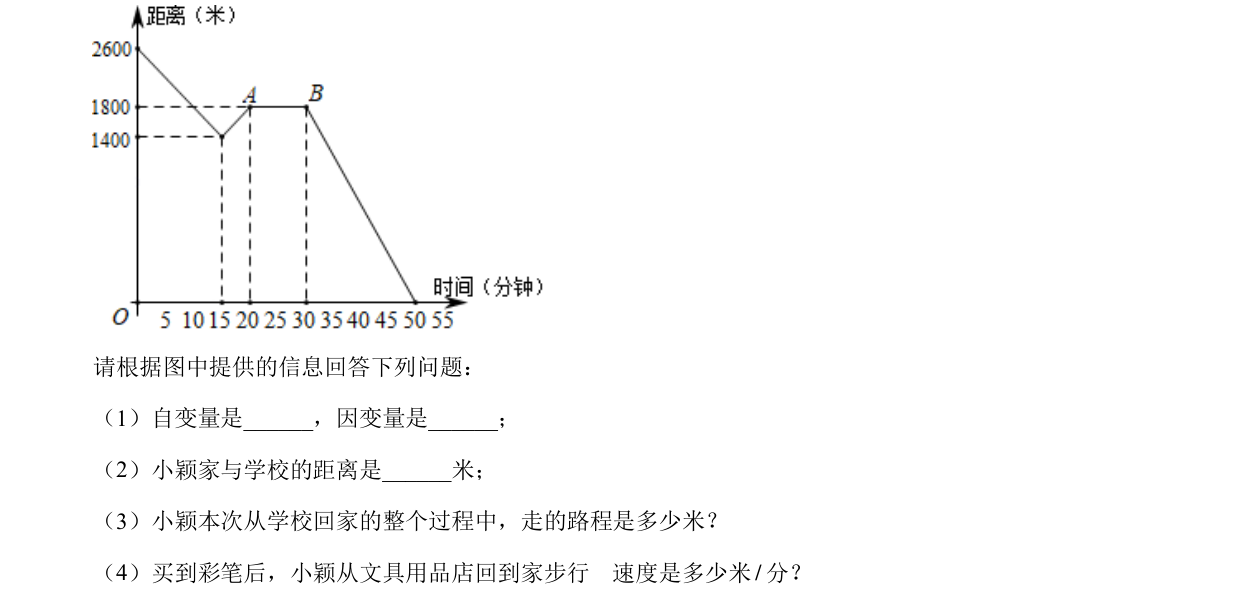 距离（米）
2600
A B
1800
1400
时间（分钟）
O 5 10 15 20 25 30 35 40 45 50 55
请根据图中提供的信息回答下列问题：
（1）自变量是______，因变量是______；
（2）小颖家与学校的距离是______米；
（3）小颖本次从学校回家的整个过程中，走的路程是多少米？
（4）买到彩笔后，小颖从文具用品店回到家步行 速度是多少米/分？